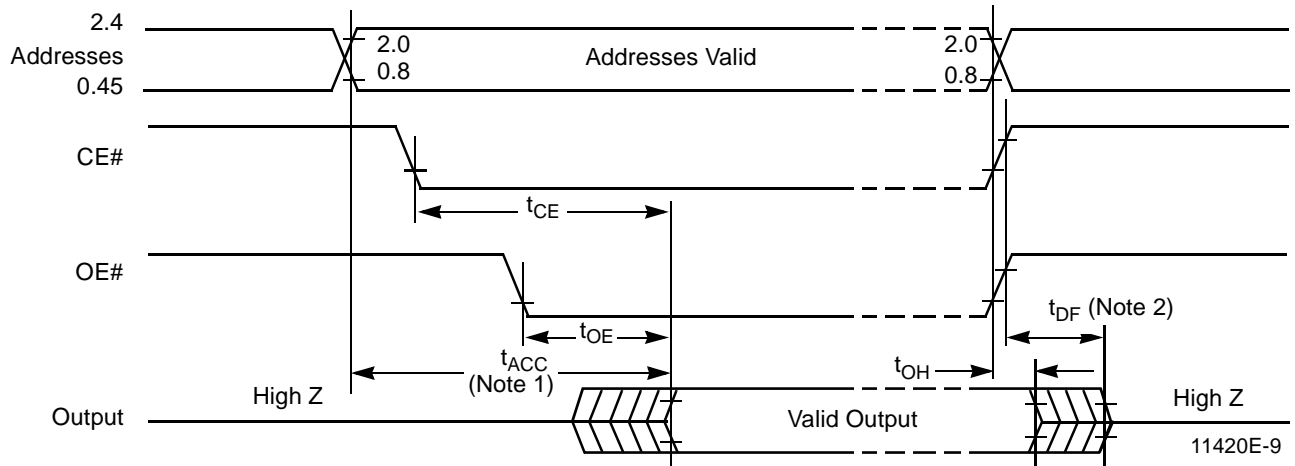 2.4
Addresses
0.45
2.0
0.8
Addresses Valid
2.0
0.8
CE#
tCE
OE#
tOE
tDF (Note 2)
tACC
(Note 1)
tOH
High Z
Output
Valid Output
High Z
11420E-9